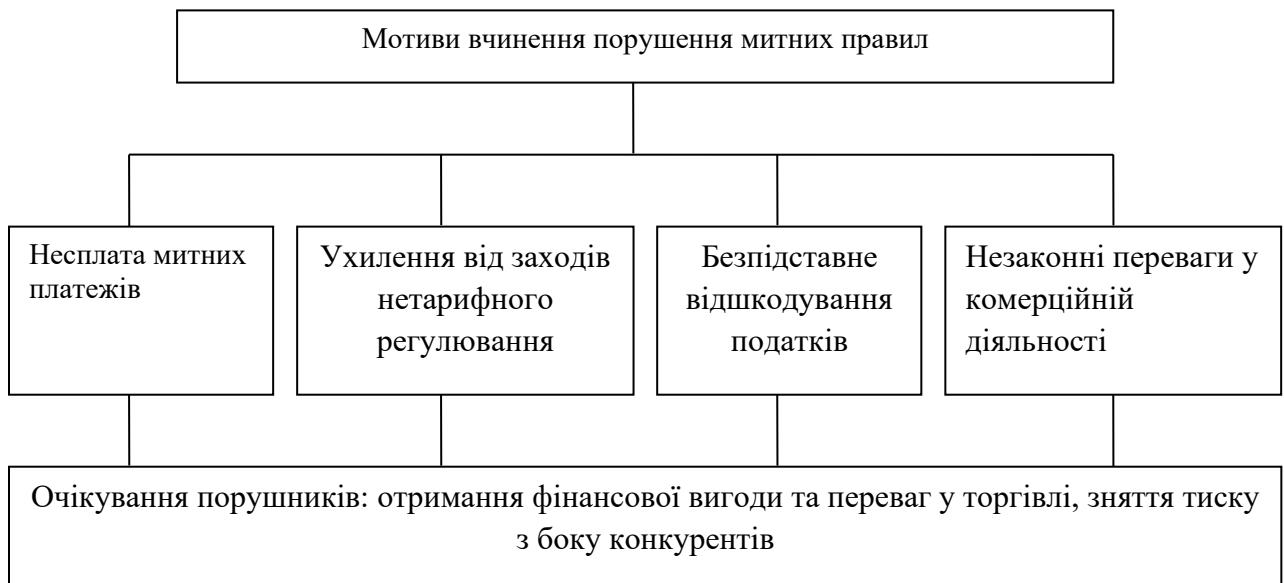 Мотиви вчинення порушення митних правил
Несплата митних
платежів
Ухилення від заходів
нетарифного
регулювання
Безпідставне
відшкодування
податків
Незаконні переваги у
комерційній
діяльності
Очікування порушників: отримання фінансової вигоди та переваг у торгівлі, зняття тиску
з боку конкурентів